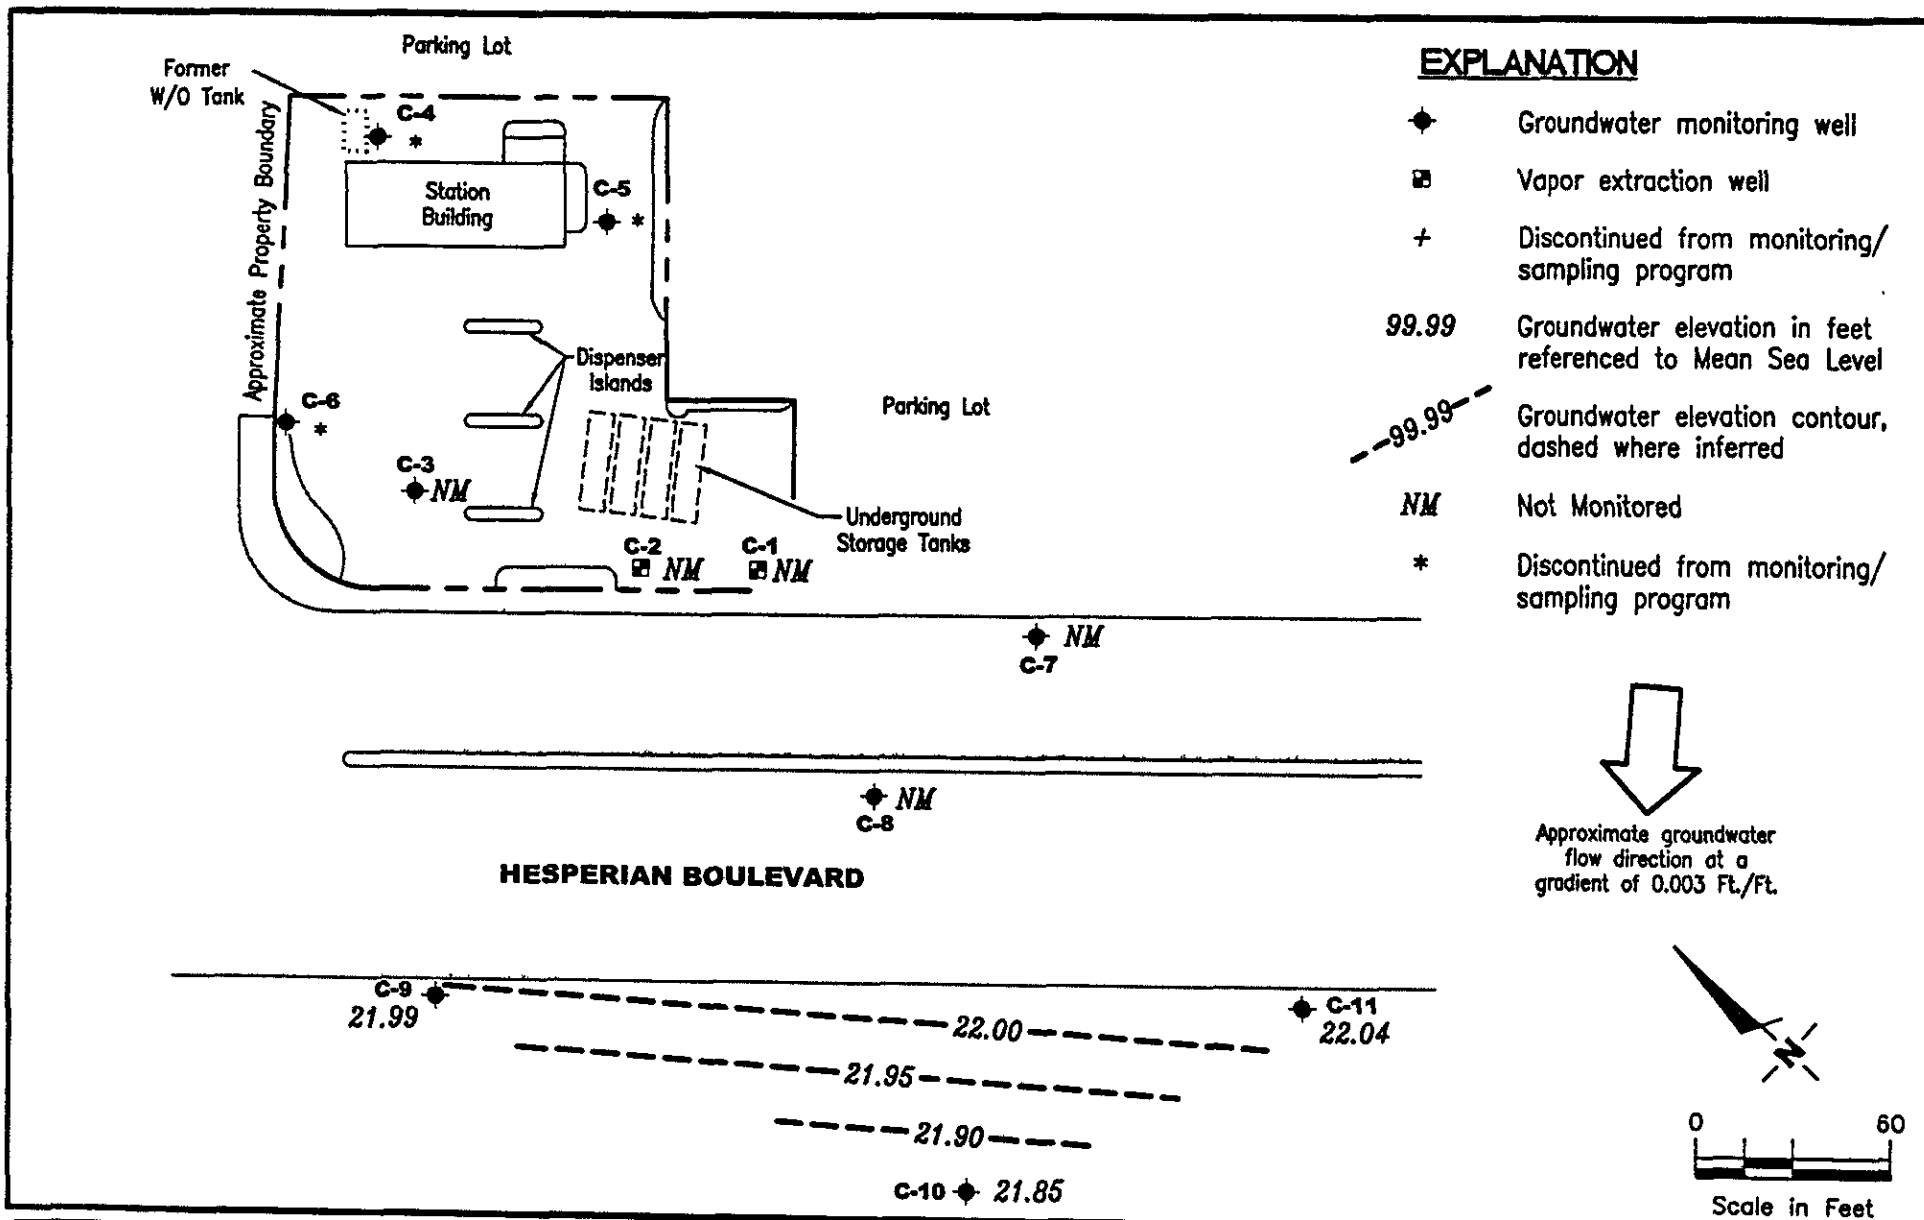 Parking Lot
Former
W/O Tank
C-4
*
Approximate Property Boundary
Station
Building
C-5
*
Dispenser
Islands
C-6
*
C-3
NM
Parking Lot
Underground
Storage Tanks
C-2
NM
C-1
NM
NM
C-7
NM
C-8
HESPERIAN BOULEVARD
C-9
21.99
22.00
C-11
22.04
21.95
21.90
C-10 21.85
EXPLANATION
Groundwater monitoring well
Vapor extraction well
+ Discontinued from monitoring/
sampling program
99.99 Groundwater elevation in feet
referenced to Mean Sea Level
99.99 Groundwater elevation contour,
dashed where inferred
NM Not Monitored
* Discontinued from monitoring/
sampling program
Approximate groundwater
flow direction at a
gradient of 0.003 Ft./Ft.
N
0 60
Scale in Feet